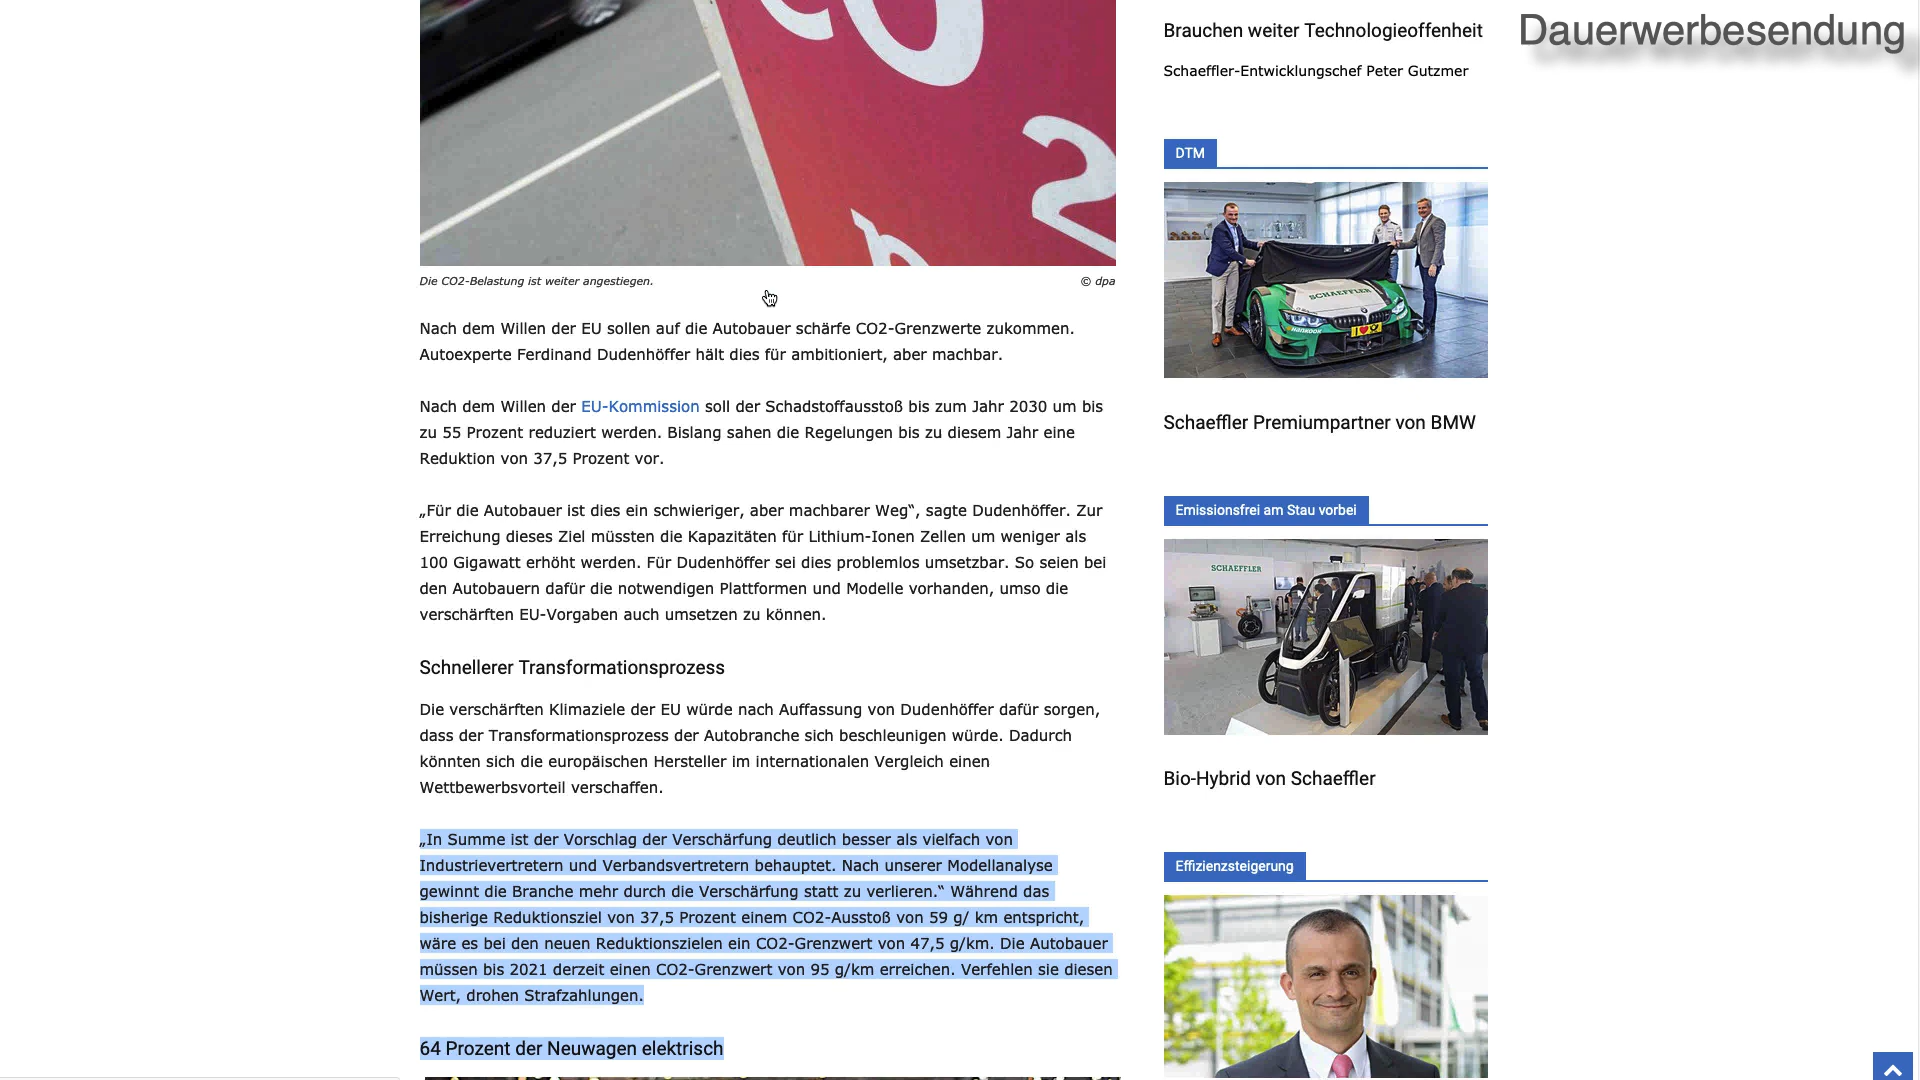 CO
2
Die CO2-Belastung ist weiter angestiegen.
© dpa
Nach dem Willen der EU sollen auf die Autobauer schärfe CO2-Grenzwerte zukommen.
Autoexperte Ferdinand Dudenhöffer hält dies für ambitioniert, aber machbar.
Nach dem Willen der EU-Kommission soll der Schadstoffausstoß bis zum Jahr 2030 um bis
zu 55 Prozent reduziert werden. Bislang sahen die Regelungen bis zu diesem Jahr eine
Reduktion von 37,5 Prozent vor.
„Für die Autobauer ist dies ein schwieriger, aber machbarer Weg“, sagte Dudenhöffer. Zur
Erreichung dieses Ziel müssten die Kapazitäten für Lithium-Ionen Zellen um weniger als
100 Gigawatt erhöht werden. Für Dudenhöffer sei dies problemlos umsetzbar. So seien bei
den Autobauern dafür die notwendigen Plattformen und Modelle vorhanden, umso die
verschärften EU-Vorgaben auch umsetzen zu können.
Schnellerer Transformationsprozess
Die verschärften Klimaziele der EU würde nach Auffassung von Dudenhöffer dafür sorgen,
dass der Transformationsprozess der Autobranche sich beschleunigen würde. Dadurch
könnten sich die europäischen Hersteller im internationalen Vergleich einen
Wettbewerbsvorteil verschaffen.
„In Summe ist der Vorschlag der Verschärfung deutlich besser als vielfach von
Industrievertretern und Verbandsvertretern behauptet. Nach unserer Modellanalyse
gewinnt die Branche mehr durch die Verschärfung statt zu verlieren.“ Während das
bisherige Reduktionsziel von 37,5 Prozent einem CO2-Ausstoß von 59 g/ km entspricht,
wäre es bei den neuen Reduktionszielen ein CO2-Grenzwert von 47,5 g/km. Die Autobauer
müssen bis 2021 derzeit einen CO2-Grenzwert von 95 g/km erreichen. Verfehlen sie diesen
Wert, drohen Strafzahlungen.
64 Prozent der Neuwagen elektrisch
Brauchen weiter Technologieoffenheit
Schaeffler-Entwicklungschef Peter Gutzmer
DTM
SCHAEFFLER
HANKOOK
Schaeffler Premiumpartner von BMW
Emissionsfrei am Stau vorbei
SCHAEFFLER
Bio-Hybrid von Schaeffler
Effizienzsteigerung
Dauerwerbesendung